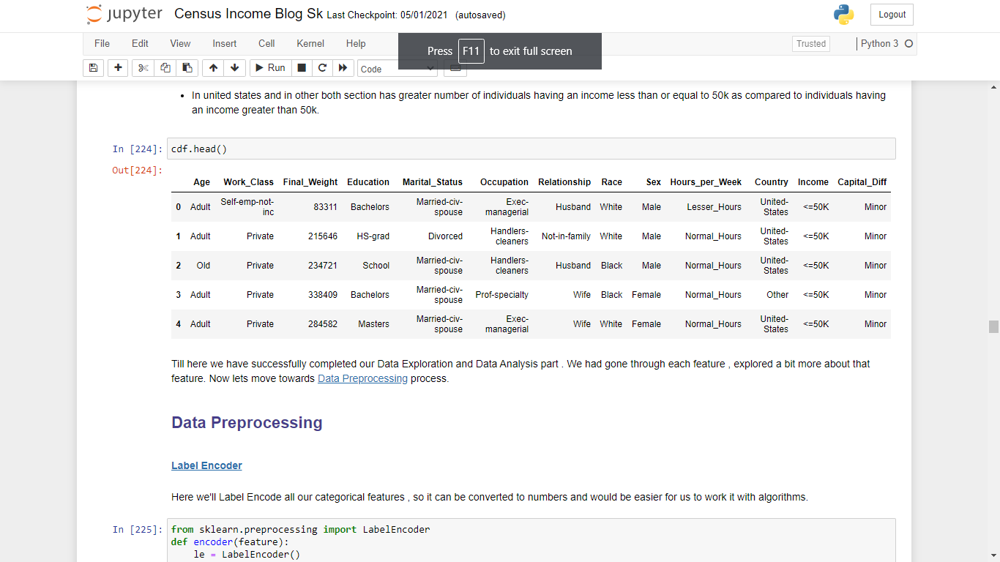 jupyter Census Income Blog Sk Last Checkpoint: 05/01/2021 (autosaved) Logout
File Edit View Insert Cell Kernel Help Trusted Python 3
Press F11 to exit full screen
Run Code
• In united states and in other both section has greater number of individuals having an income less than or equal to 50k as compared to individuals having
an income greater than 50k.
In [224]: cdf.head()
Out[224]:
Age Work_Class Final_Weight Education Marital_Status Occupation Relationship Race Sex Hours_per_Week Country Income Capital_Diff
0 Adult Self-emp-not-inc 83311 Bachelors Married-civ-spouse Exec-managerial Husband White Male Lesser_Hours United-States <=50K Minor
1 Adult Private 215646 HS-grad Divorced Handlers-cleaners Not-in-family White Male Normal_Hours United-States <=50K Minor
2 Old Private 234721 School Married-civ-spouse Handlers-cleaners Husband Black Male Normal_Hours United-States <=50K Minor
3 Adult Private 338409 Bachelors Married-civ-spouse Prof-specialty Wife Black Female Normal_Hours Other <=50K Minor
4 Adult Private 284582 Masters Married-civ-spouse Exec-managerial Wife White Female Normal_Hours United-States <=50K Minor
Till here we have successfully completed our Data Exploration and Data Analysis part . We had gone through each feature , explored a bit more about that
feature. Now lets move towards Data Preprocessing process.
Data Preprocessing
Label Encoder
Here we'll Label Encode all our categorical features , so it can be converted to numbers and would be easier for us to work it with algorithms.
In [225]: from sklearn.preprocessing import LabelEncoder
def encoder(feature):
    le = LabelEncoder()